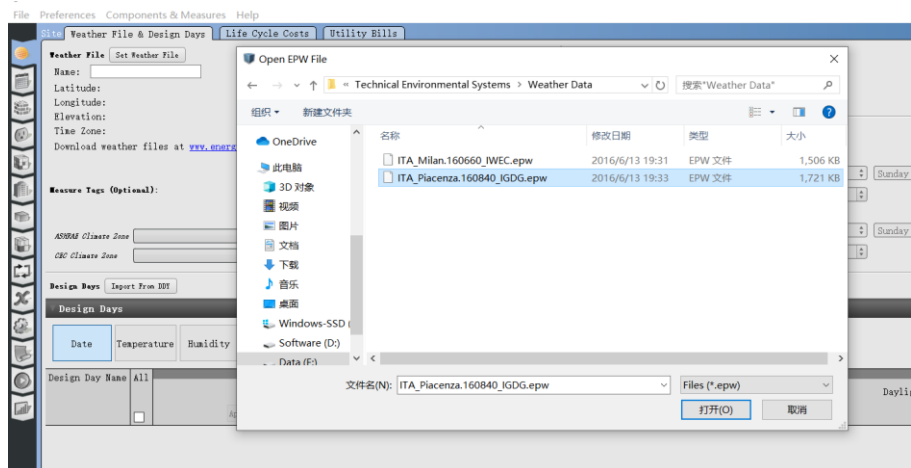 File Preferences Components & Measures Help
Site Weather File & Design Days Life Cycle Costs Utility Bills
Weather File Set Weather File
Name:
Latitude:
Longitude:
Elevation:
Time Zone:
Download weather files at www.energ
Measure Tags (Optional):
ASHRAE Climate Zone
CEC Climate Zone
Design Days Import From DDY
Design Days
Date Temperature Humidity
Design Day Name All
Open EPW File
« Technical Environmental Systems > Weather Data
搜索"Weather Data"
组织 新建文件夹
OneDrive
此电脑
3D 对象
视频
图片
文档
下载
音乐
桌面
Windows-SSD (
Software (D:)
Data (E:)
名称 修改日期 类型 大小
ITA_Milan.160660_IWEC.epw 2016/6/13 19:31 EPW 文件 1,506 KB
ITA_Piacenza.160840_IGDG.epw 2016/6/13 19:33 EPW 文件 1,721 KB
文件名(N): ITA_Piacenza.160840_IGDG.epw Files (*.epw)
打开(O) 取消
Sunday
Sunday
Dayli